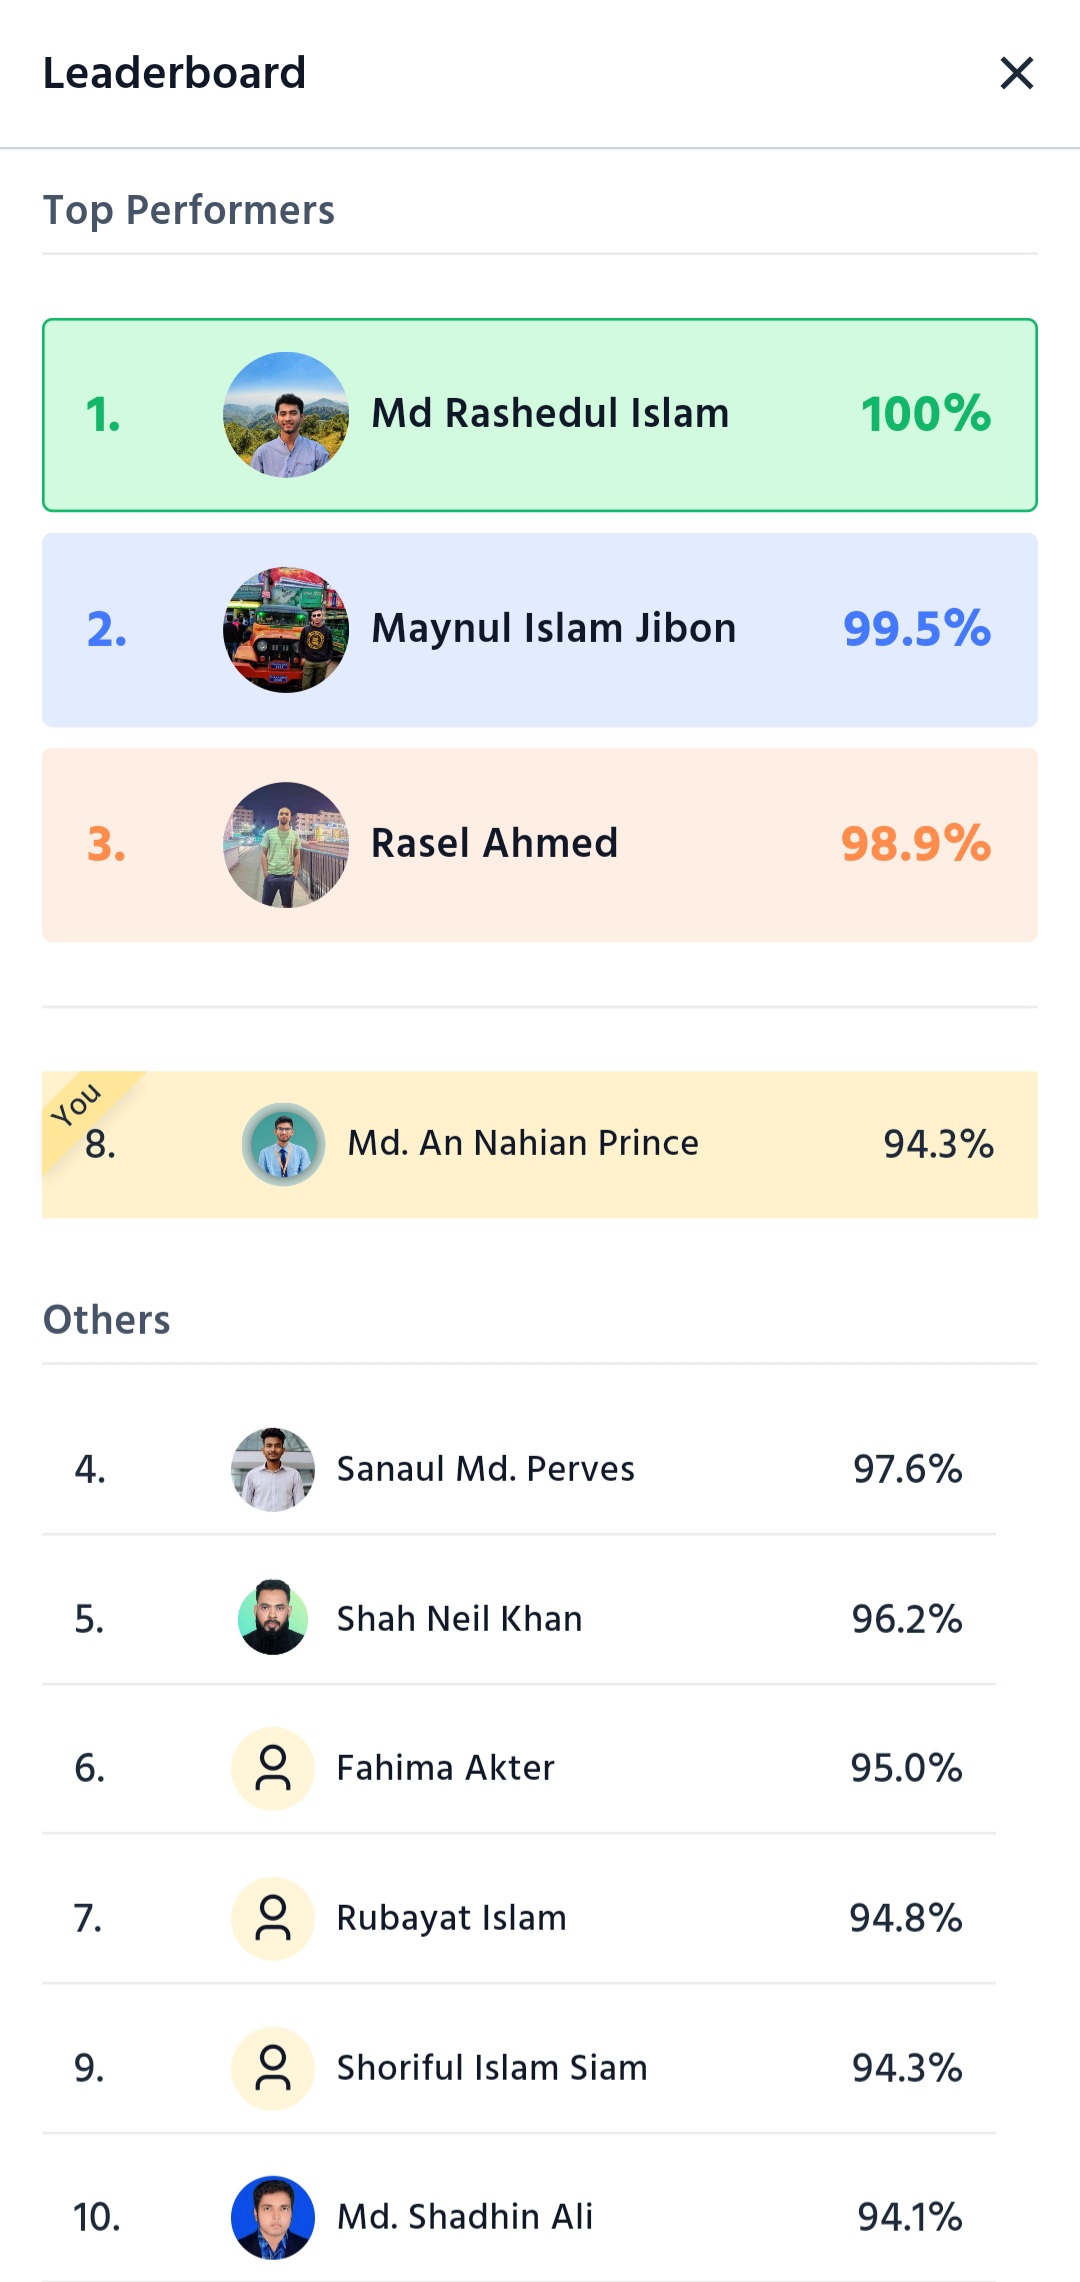 Leaderboard
Top Performers
1. Md Rashedul Islam 100%
2. Maynul Islam Jibon 99.5%
3. Rasel Ahmed 98.9%
You
8. Md. An Nahian Prince 94.3%
Others
4. Sanaul Md. Perves 97.6%
5. Shah Neil Khan 96.2%
6. Fahima Akter 95.0%
7. Rubayat Islam 94.8%
9. Shoriful Islam Siam 94.3%
10. Md. Shadhin Ali 94.1%